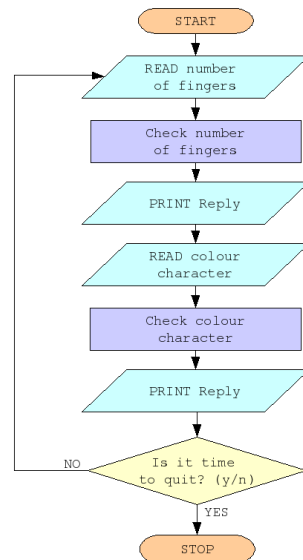 START
READ number
of fingers
Check number
of fingers
PRINT Reply
READ colour
character
Check colour
character
PRINT Reply
Is it time
to quit? (y/n)
NO
YES
STOP